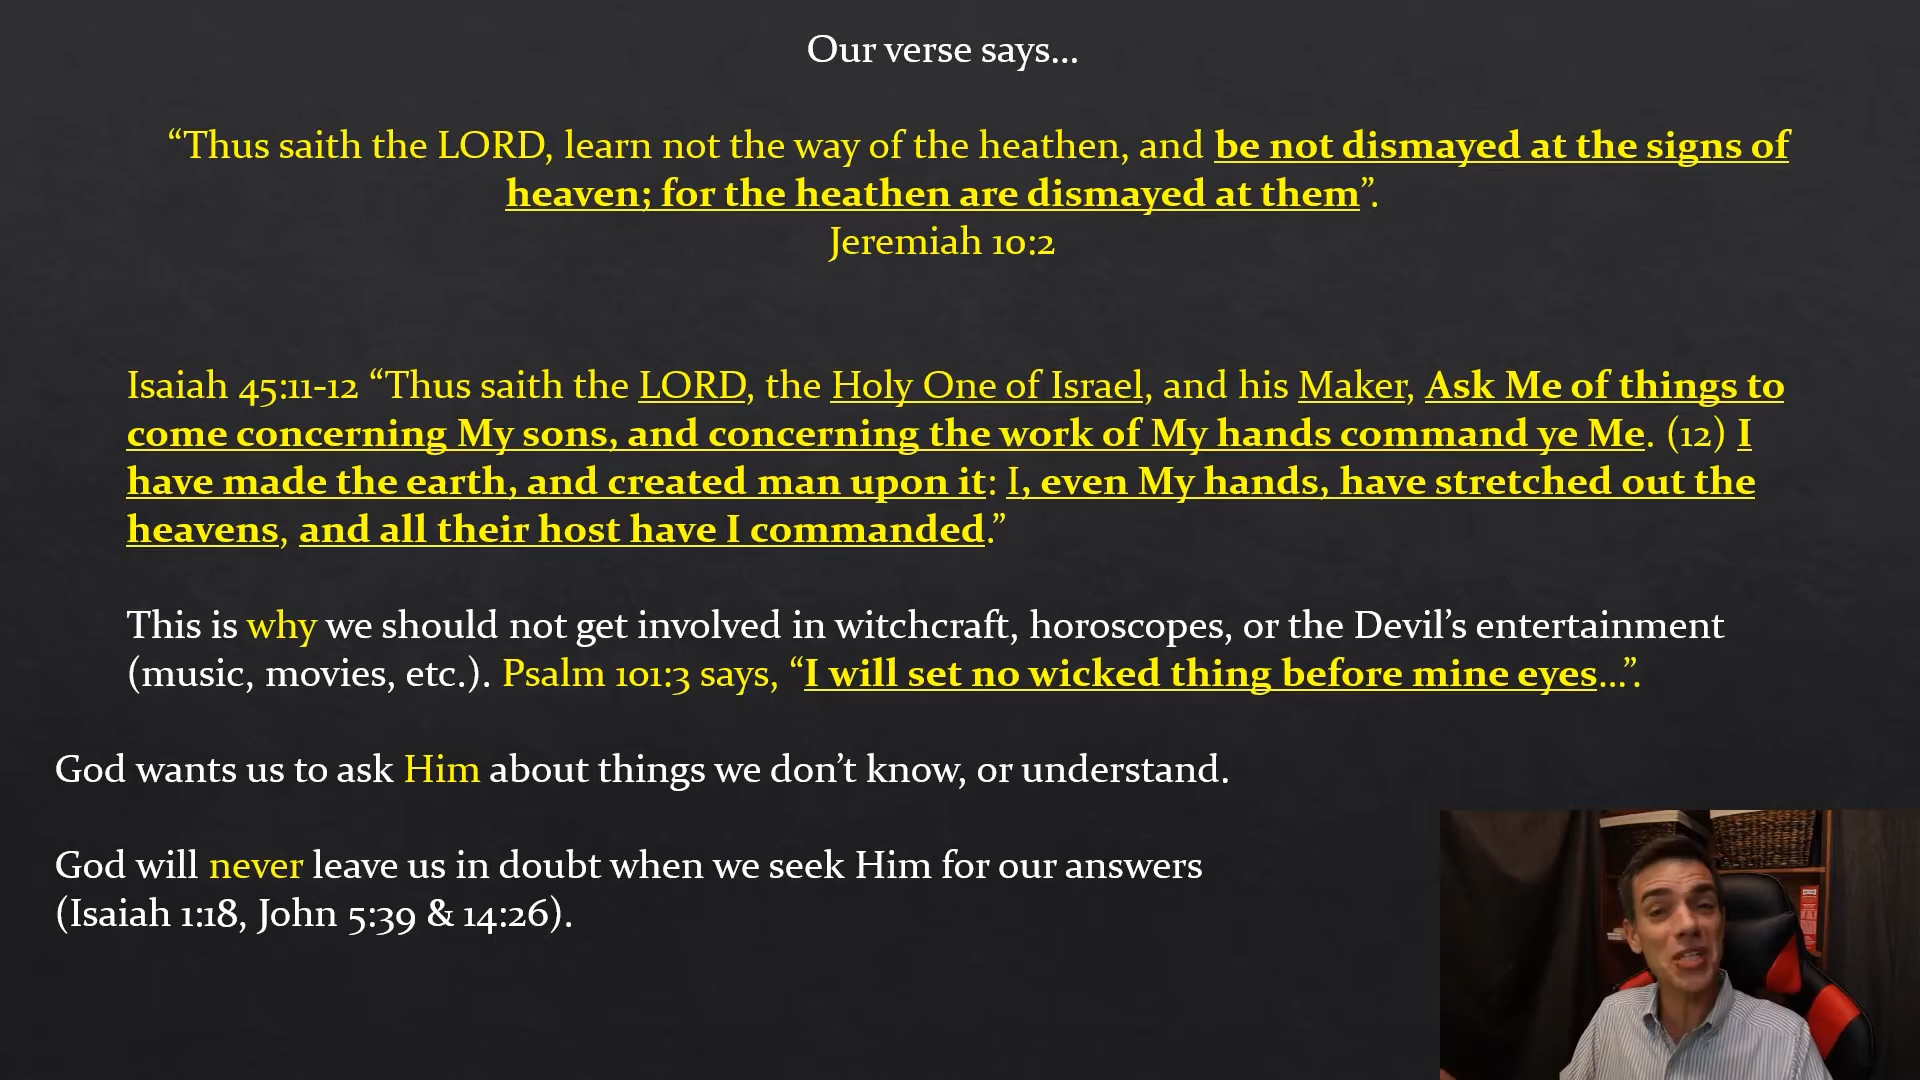 Our verse says...
“Thus saith the LORD, learn not the way of the heathen, and be not dismayed at the signs of
heaven; for the heathen are dismayed at them”.
Jeremiah 10:2
Isaiah 45:11-12 “Thus saith the LORD, the Holy One of Israel, and his Maker, Ask Me of things to
come concerning My sons, and concerning the work of My hands command ye Me. (12) I
have made the earth, and created man upon it: I, even My hands, have stretched out the
heavens, and all their host have I commanded.”
This is why we should not get involved in witchcraft, horoscopes, or the Devil’s entertainment
(music, movies, etc.). Psalm 101:3 says, “I will set no wicked thing before mine eyes...”.
God wants us to ask Him about things we don’t know, or understand.
God will never leave us in doubt when we seek Him for our answers
(Isaiah 1:18, John 5:39 & 14:26).